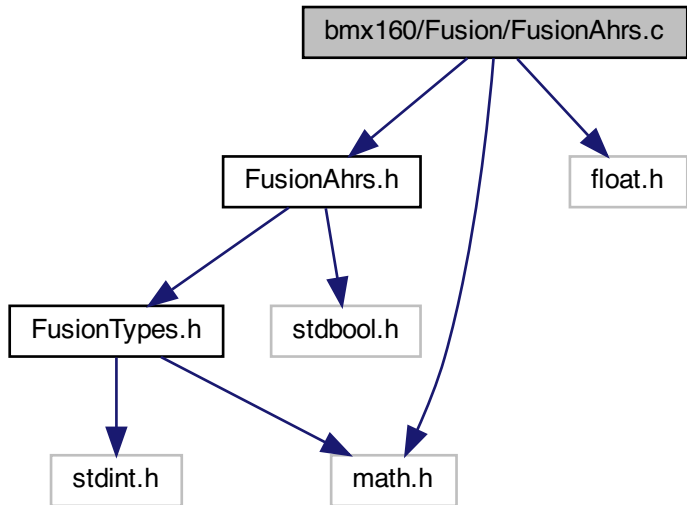 bmx160/Fusion/FusionAhrs.c
FusionAhrs.h
float.h
FusionTypes.h
stdbool.h
stdint.h
math.h